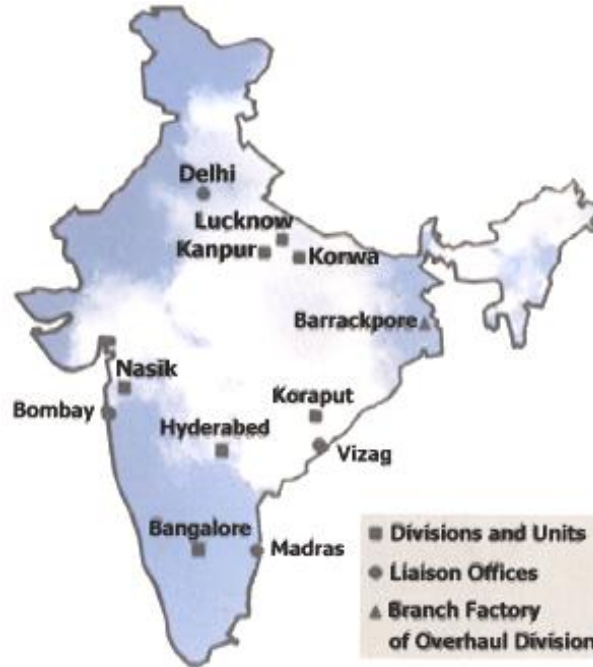 Delhi
Lucknow
Kanpur
Korwa
Barrackpore
Nasik
Bombay
Koraput
Hyderabed
Vizag
Bangalore
Madras
Divisions and Units
Liaison Offices
Branch Factory
of Overhaul Division